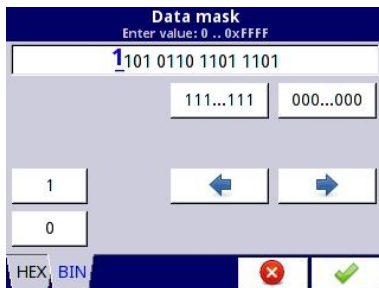 Data mask
Enter value: 0 .. 0xFFFF
1101 0110 1101 1101
111...111 000...000
1
0
HEX BIN